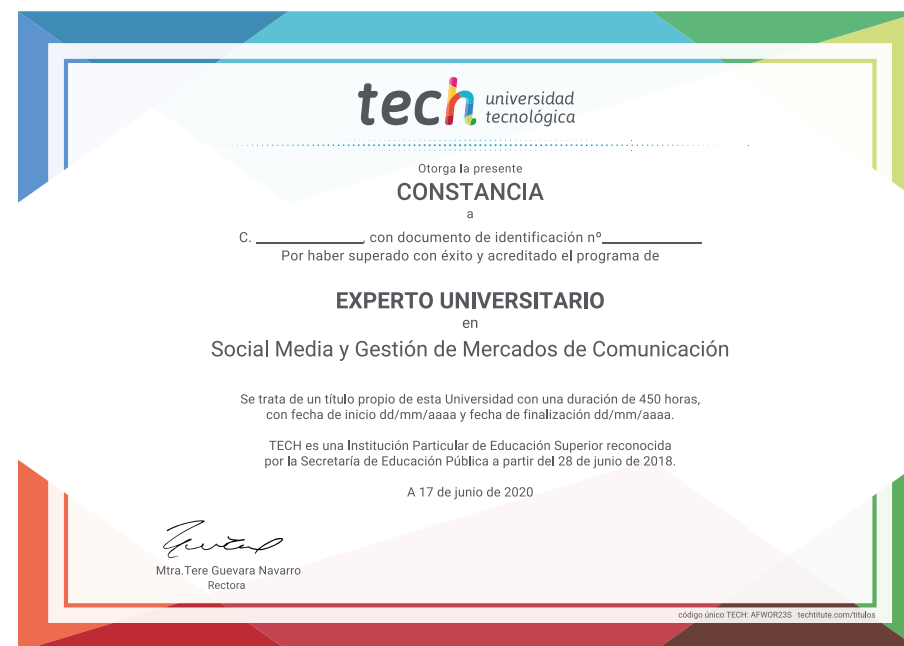 tech universidad
tecnológica
Otorga la presente
CONSTANCIA
a
C. ____________, con documento de identificación nº___________
Por haber superado con éxito y acreditado el programa de
EXPERTO UNIVERSITARIO
en
Social Media y Gestión de Mercados de Comunicación
Se trata de un título propio de esta Universidad con una duración de 450 horas,
con fecha de inicio dd/mm/aaaa y fecha de finalización dd/mm/aaaa.
TECH es una Institución Particular de Educación Superior reconocida
por la Secretaría de Educación Pública a partir del 28 de junio de 2018.
A 17 de junio de 2020
Mtra.Tere Guevara Navarro
Rectora
código único TECH: AFWOR23S techtitute.com/titulos